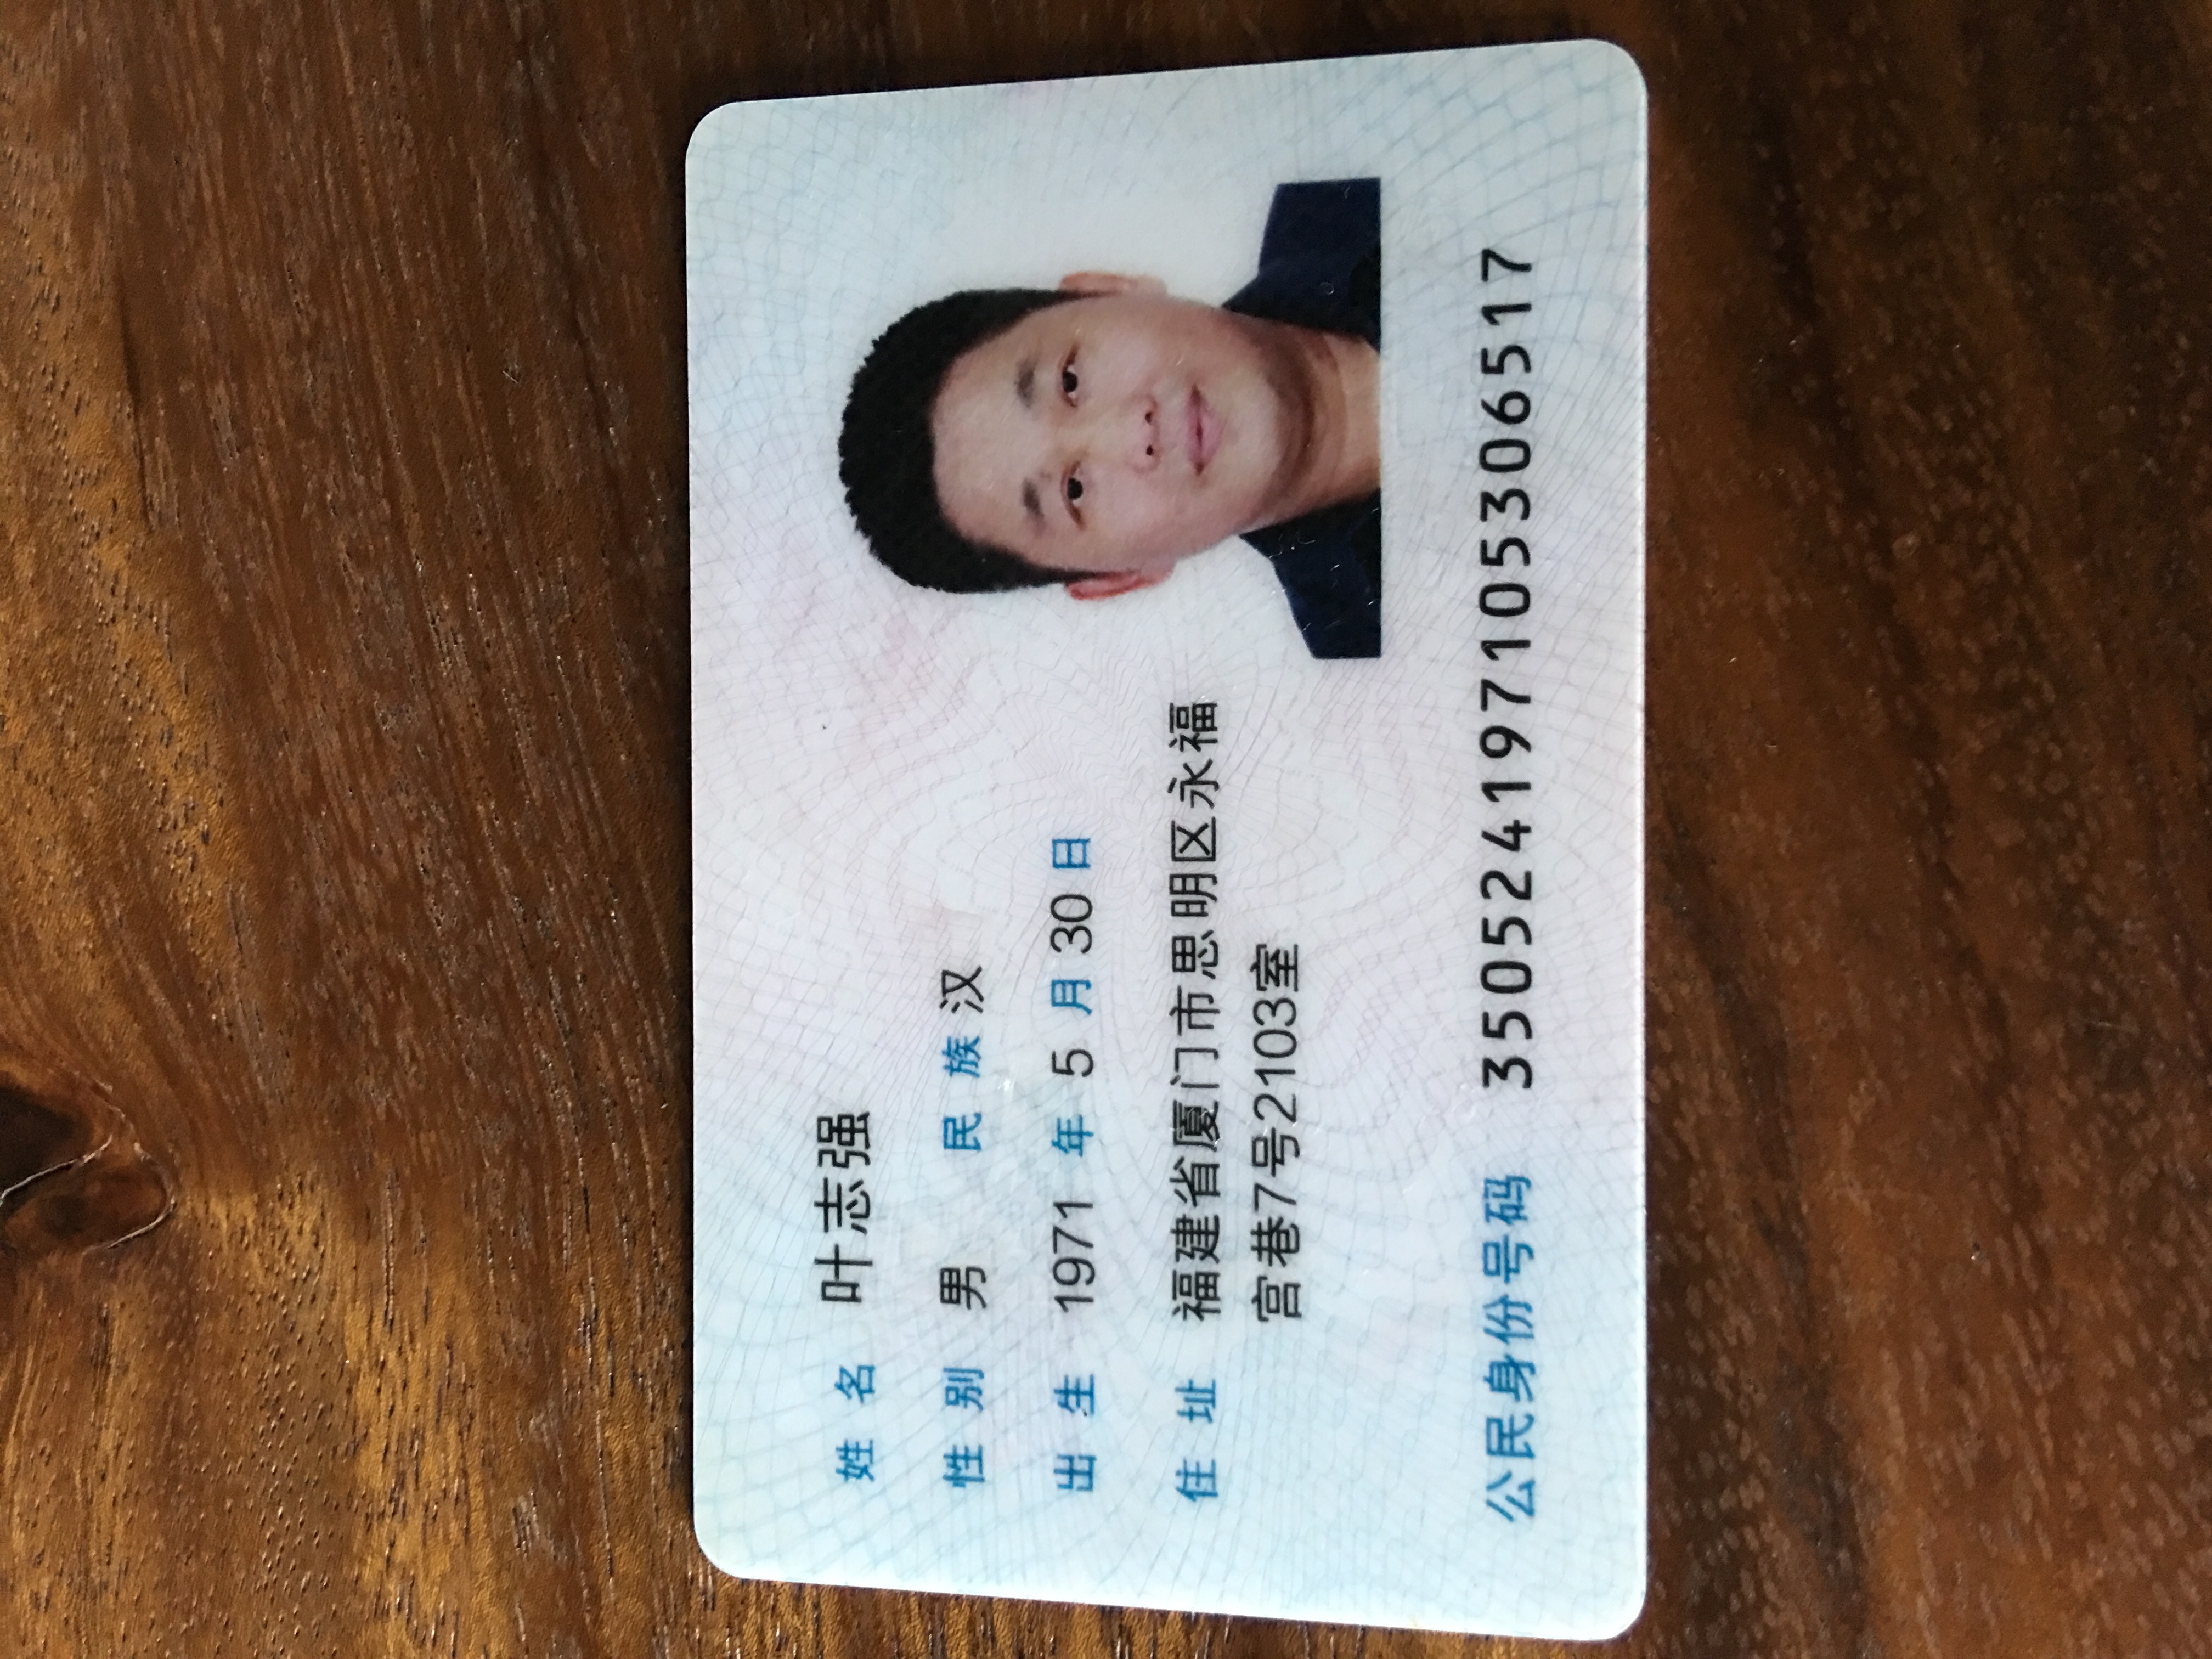 姓名 叶志强
性别 男 民族 汉
出生 1971 年 5 月 30 日
住址 福建省厦门市思明区永福
宫巷7号2103室
公民身份号码 350524197105306517